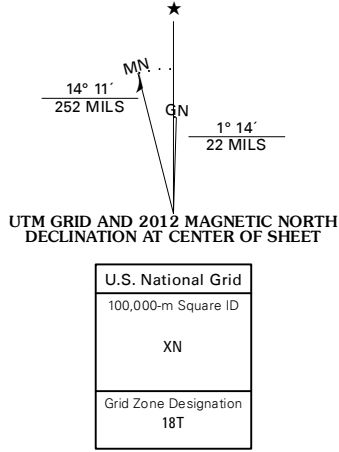 ★
MN
14° 11´
252 MILS
GN
1° 14´
22 MILS
UTM GRID AND 2012 MAGNETIC NORTH
DECLINATION AT CENTER OF SHEET
U.S. National Grid
100,000-m Square ID
XN
Grid Zone Designation
18T